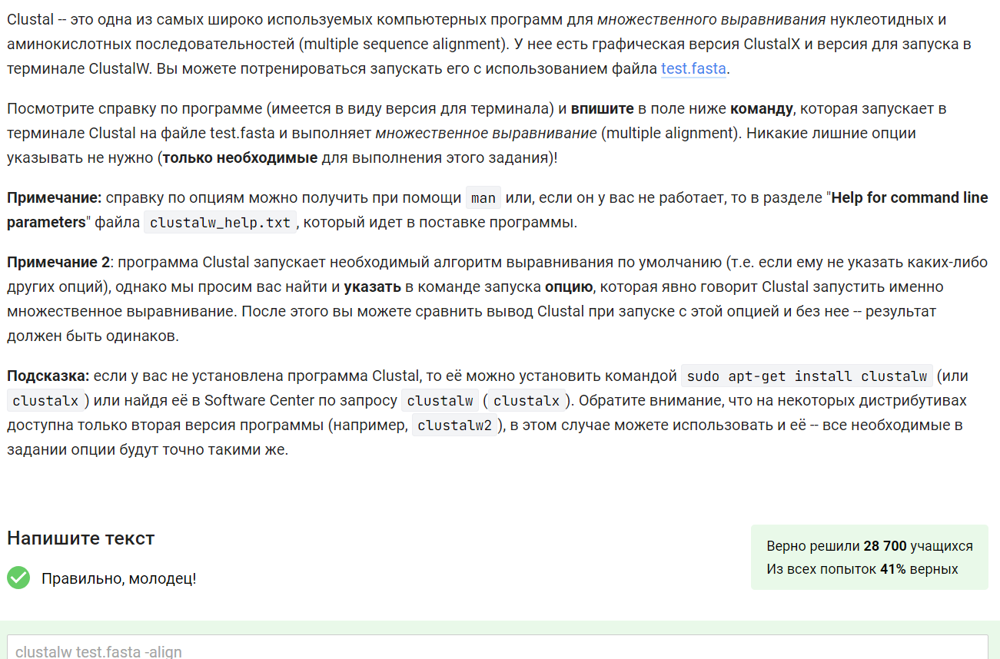 Clustal -- это одна из самых широко используемых компьютерных программ для множественного выравнивания нуклеотидных и
аминокислотных последовательностей (multiple sequence alignment). У нее есть графическая версия ClustalX и версия для запуска в
терминале ClustalW. Вы можете потренироваться запускать его с использованием файла test.fasta.
Посмотрите справку по программе (имеется в виду версия для терминала) и впишите в поле ниже команду, которая запускает в
терминале Clustal на файле test.fasta и выполняет множественное выравнивание (multiple alignment). Никакие лишние опции
указывать не нужно (только необходимые для выполнения этого задания)!
Примечание: справку по опциям можно получить при помощи man или, если он у вас не работает, то в разделе "Help for command line
parameters" файла clustalw_help.txt, который идет в поставке программы.
Примечание 2: программа Clustal запускает необходимый алгоритм выравнивания по умолчанию (т.е. если ему не указать каких-либо
других опций), однако мы просим вас найти и указать в команде запуска опцию, которая явно говорит Clustal запустить именно
множественное выравнивание. После этого вы можете сравнить вывод Clustal при запуске с этой опцией и без нее -- результат
должен быть одинаков.
Подсказка: если у вас не установлена программа Clustal, то её можно установить командой sudo apt-get install clustalw (или
clustalx) или найдя её в Software Center по запросу clustalw (clustalx). Обратите внимание, что на некоторых дистрибутивах
доступна только вторая версия программы (например, clustalw2), в этом случае можете использовать и её -- все необходимые в
задании опции будут точно такими же.
Напишите текст
Верно решили 28 700 учащихся
Из всех попыток 41% верных
Правильно, молодец!
clustalw test.fasta -align